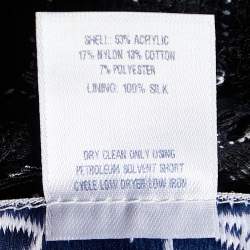 SHELL: 63% ACRYLIC
17% NYLON 13% COTTON
7% POLYESTER
LINING: 100% SILK
DRY CLEAN ONLY USING
PETROLEUM SOLVENT SHORT
CYCLE LOW DRYER LOW IRON